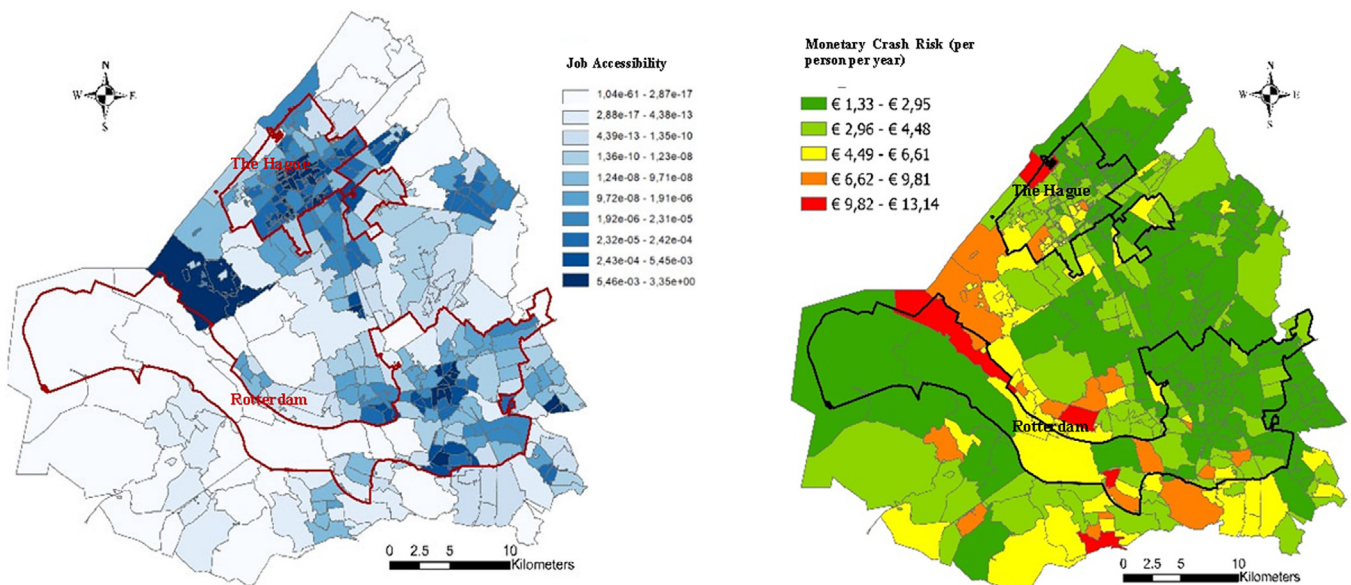 N
W E
S
Job Accessibility
1,04e-61 - 2,87e-17
2,88e-17 - 4,38e-13
4,39e-13 - 1,35e-10
1,36e-10 - 1,23e-08
1,24e-08 - 9,71e-08
9,72e-08 - 1,91e-06
1,92e-06 - 2,31e-05
2,32e-05 - 2,42e-04
2,43e-04 - 5,45e-03
5,46e-03 - 3,35e+00
The Hague
Rotterdam
0 2.5 5 10
Kilometers
Monetary Crash Risk (per
person per year)
€ 1,33 - € 2,95
€ 2,96 - € 4,48
€ 4,49 - € 6,61
€ 6,62 - € 9,81
€ 9,82 - € 13,14
N
W E
S
The Hague
Rotterdam
0 2.5 5 10
Kilometers